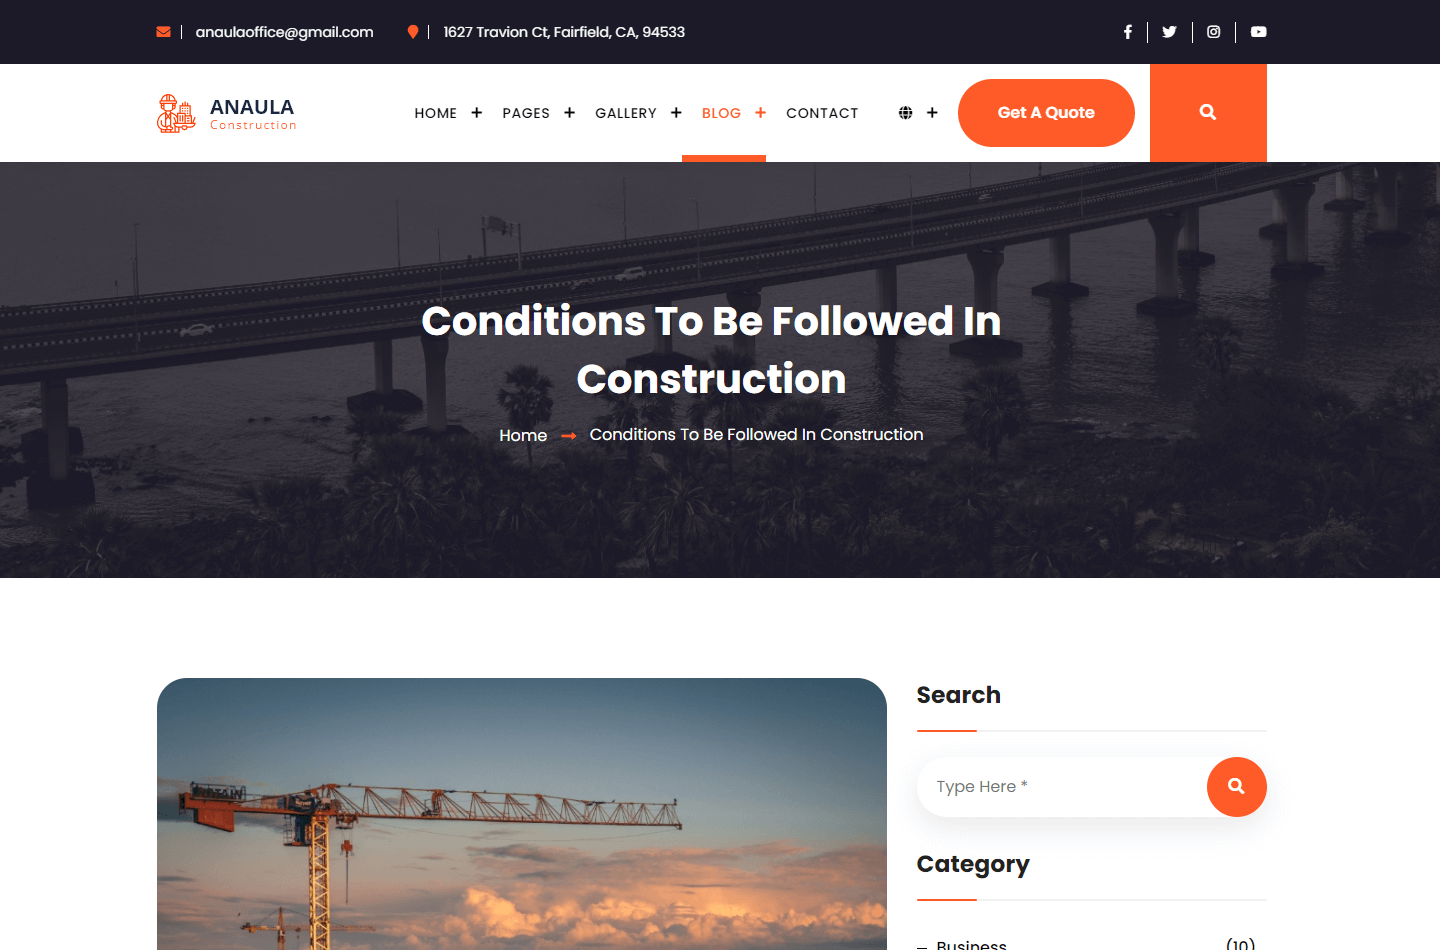 anaulaoffice@gmail.com
1627 Travion Ct, Fairfield, CA, 94533
ANAULA
Construction
HOME
PAGES
GALLERY
BLOG
CONTACT
Get A Quote
Conditions To Be Followed In
Construction
Home
Conditions To Be Followed In Construction
Search
Type Here *
Category
Business (10)